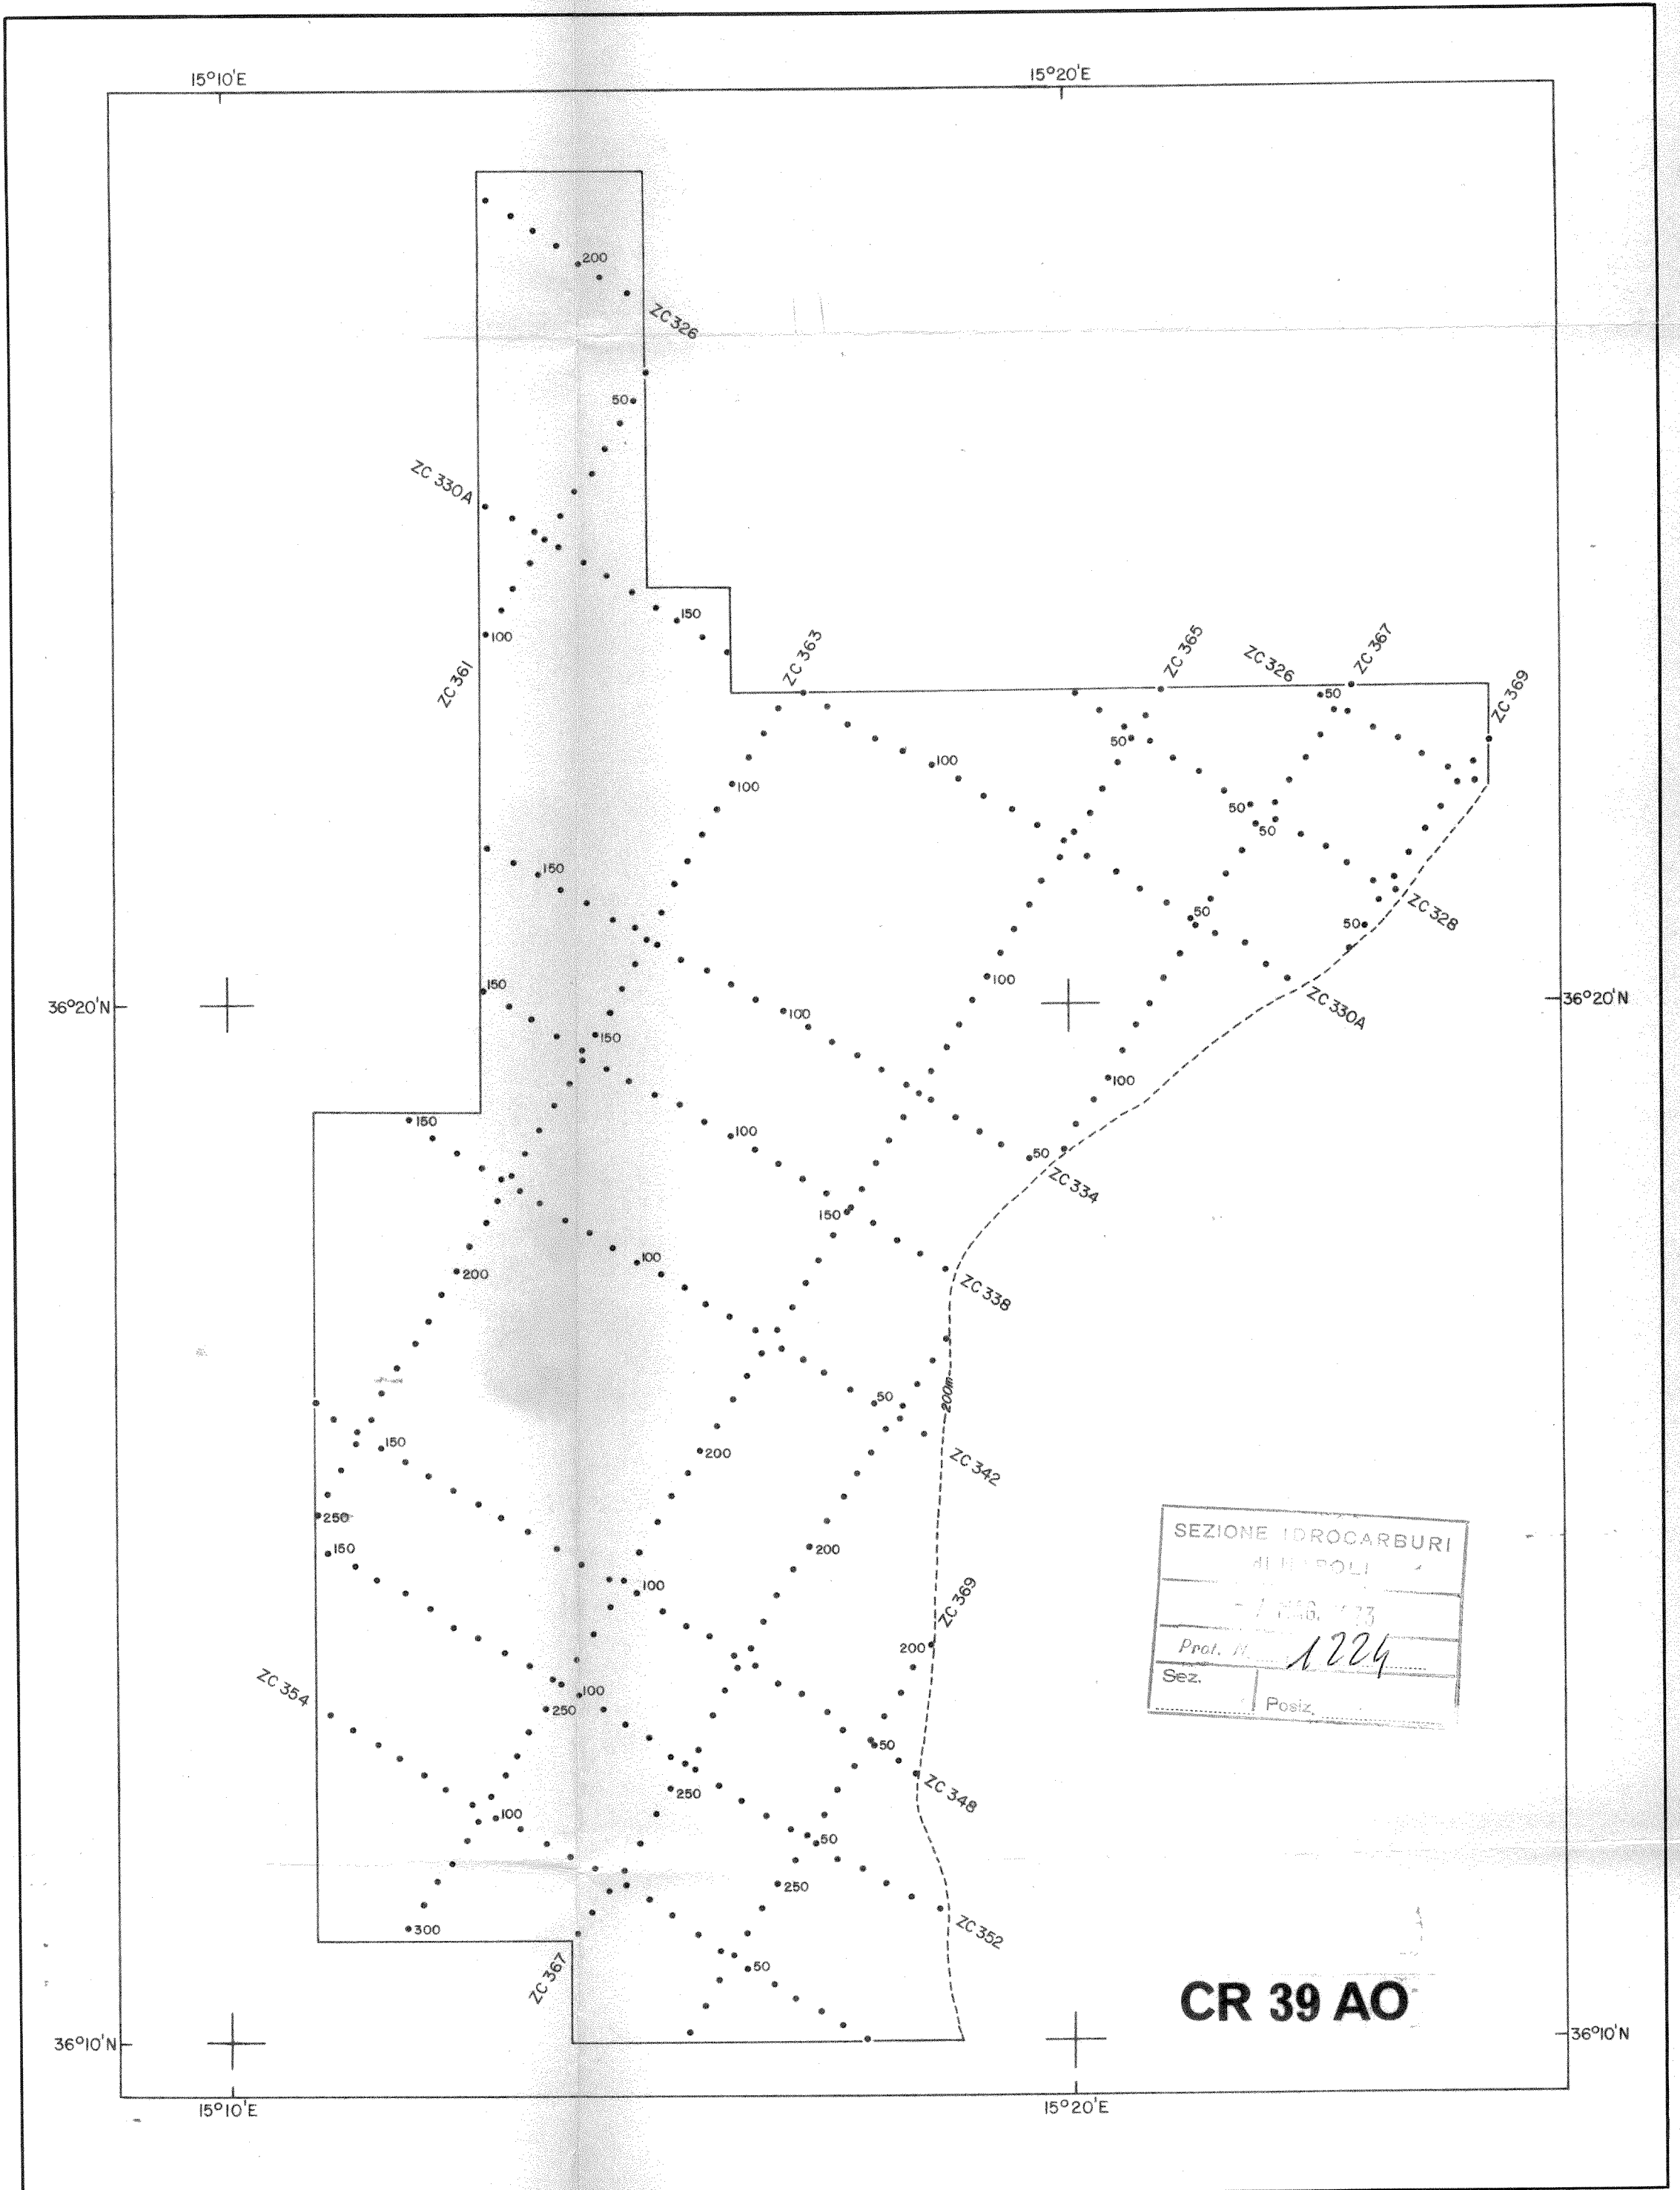 15°10'E
15°20'E
200
ZC 326
50
ZC 330A
150
100
ZC 361
ZC 363
ZC 365
ZC 326
ZC 367
50
ZC 369
50
100
100
50
50
150
50
50
ZC 328
150
100
100
ZC 330A
36°20'N
36°20'N
150
100
150
100
50
ZC 334
150
100
200
ZC 338
200m
50
150
200
ZC 342
250
150
200
100
ZC 369
200
ZC 354
100
250
50
ZC 348
250
100
50
250
ZC 352
300
ZC 367
50
SEZIONE IDROCARBURI
di NAPOLI
Prot. N. 1224
Sez.
Posiz.
CR 39 AO
36°10'N
36°10'N
15°10'E
15°20'E